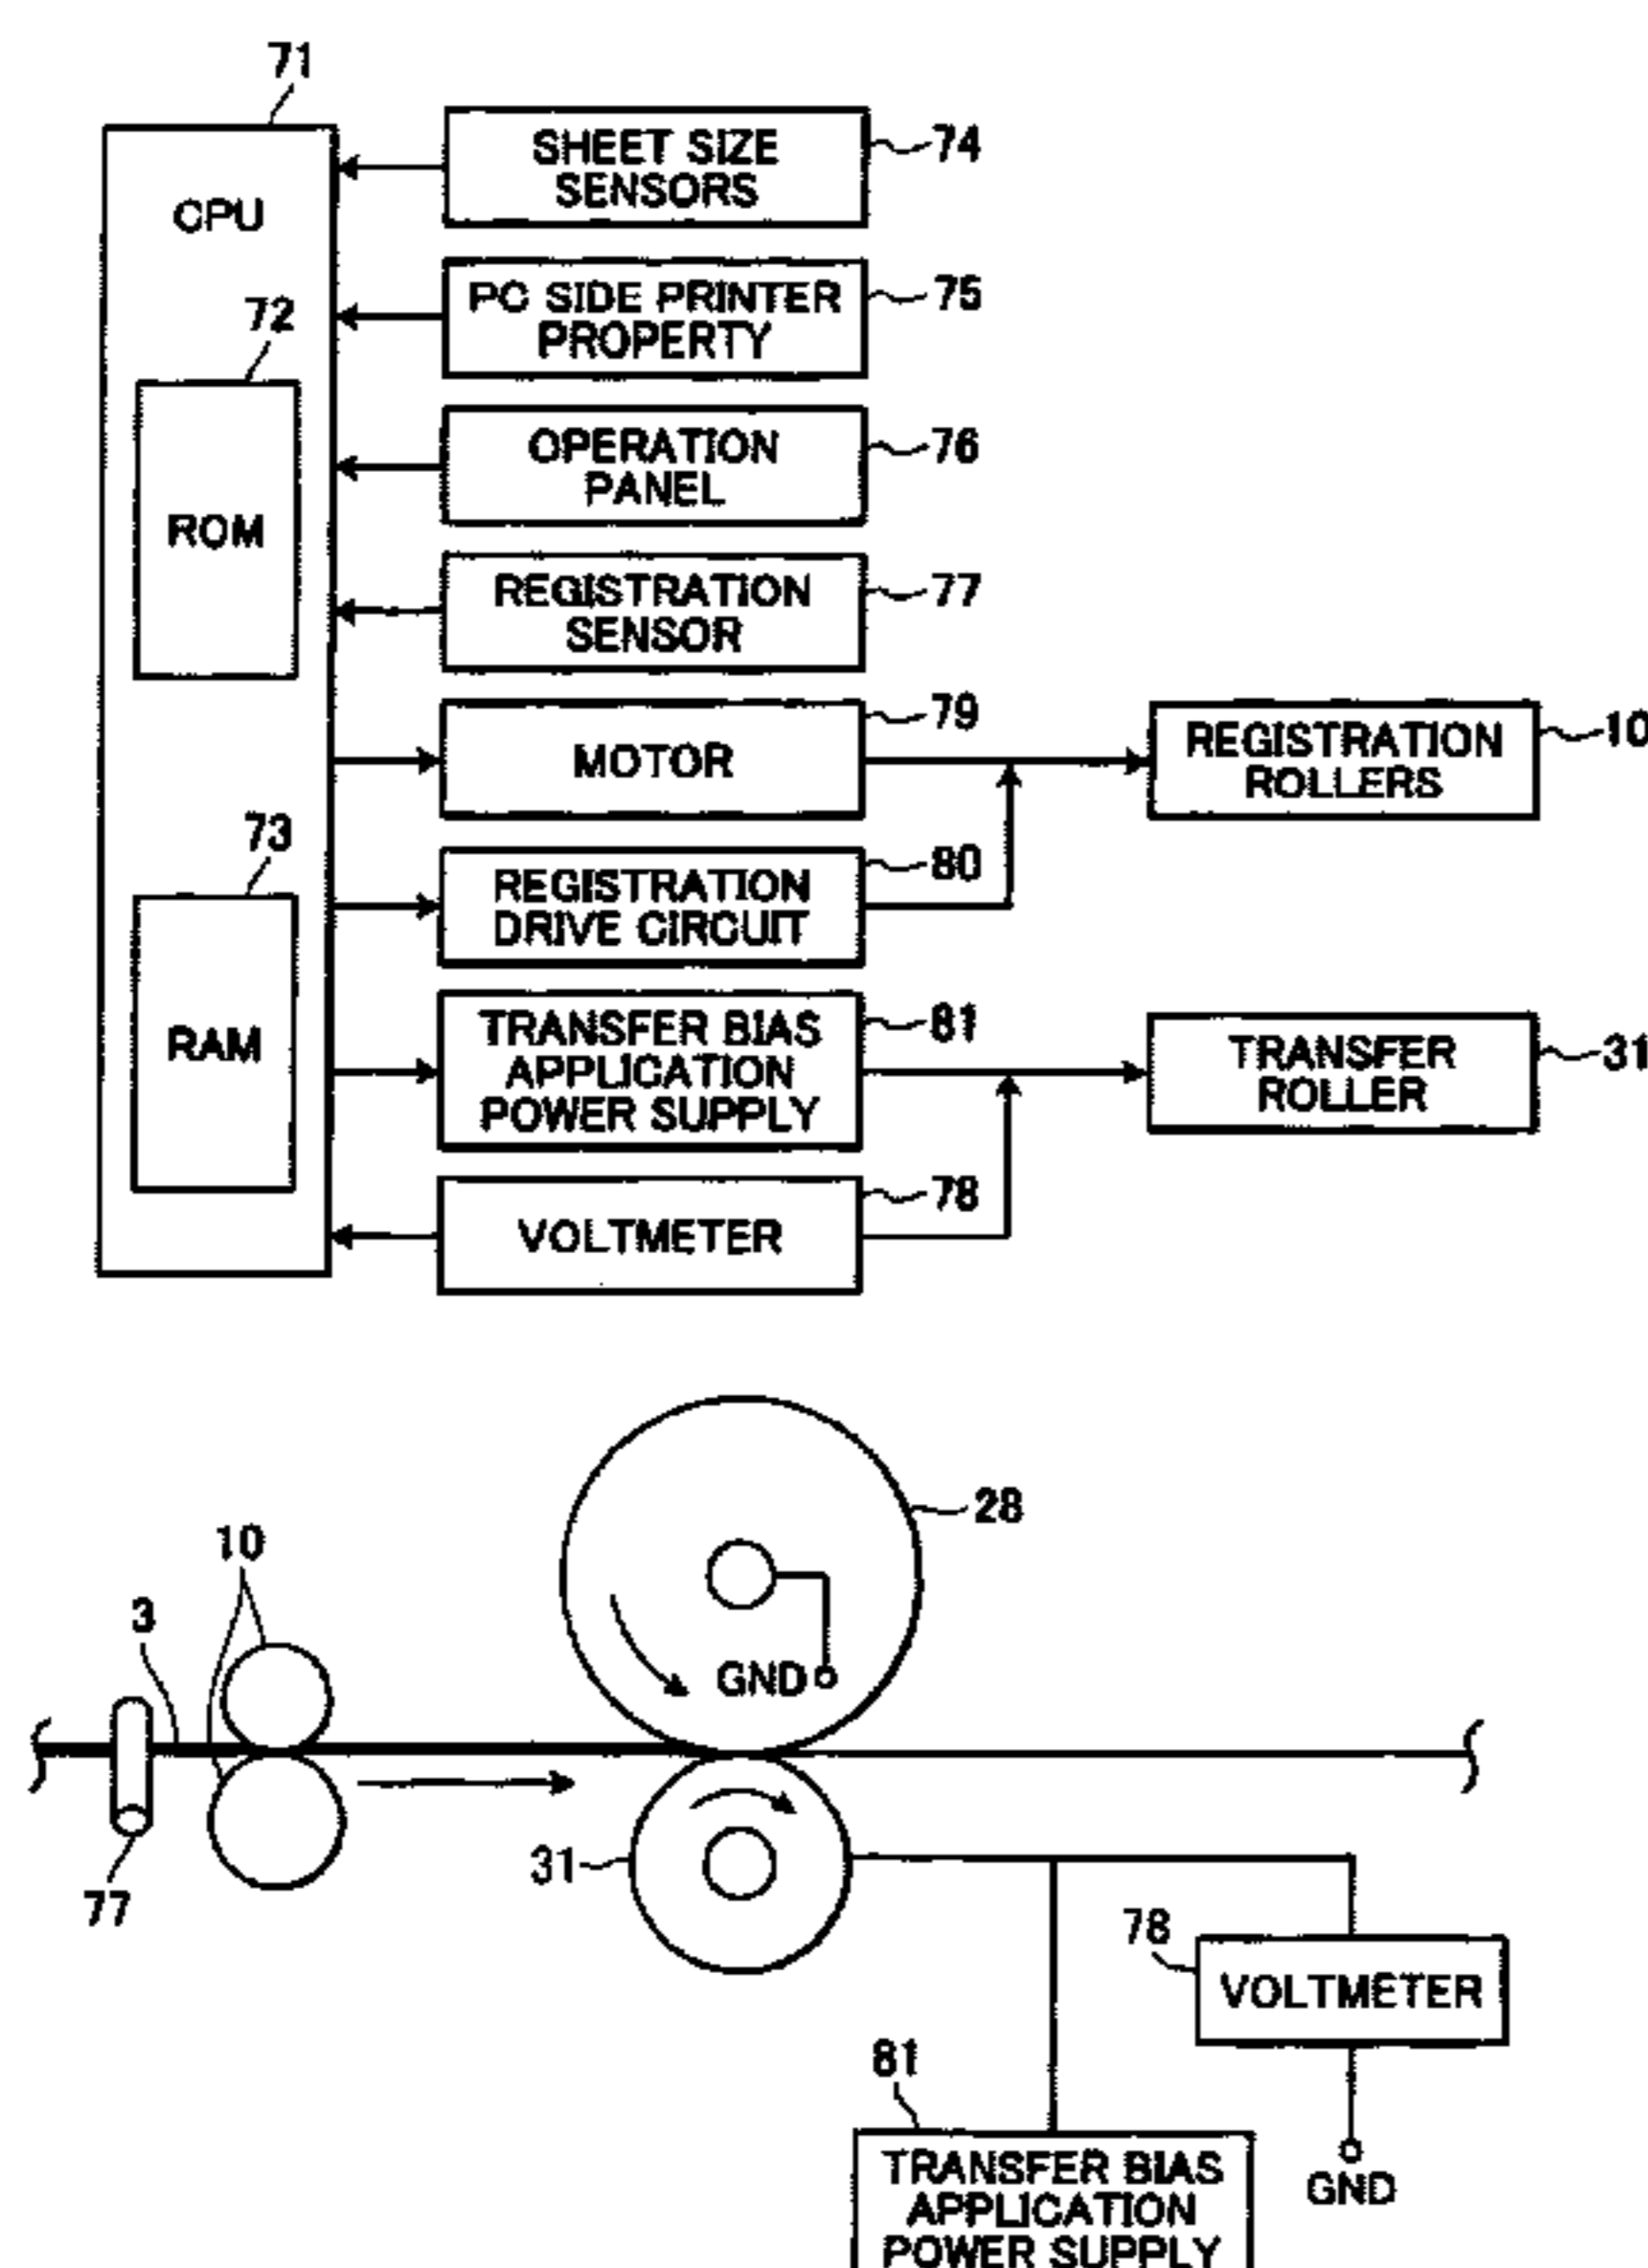 71
SHEET SIZE
SENSORS
74
CPU
PC SIDE PRINTER
PROPERTY
75
72
OPERATION
PANEL
76
ROM
REGISTRATION
SENSOR
77
MOTOR
79
REGISTRATION
ROLLERS
10
73
REGISTRATION
DRIVE CIRCUIT
80
RAM
TRANSFER BIAS
APPLICATION
POWER SUPPLY
81
TRANSFER
ROLLER
31
VOLTMETER
78
28
10
3
GND
31
77
78
VOLTMETER
81
TRANSFER BIAS
APPLICATION
POWER SUPPLY
GND